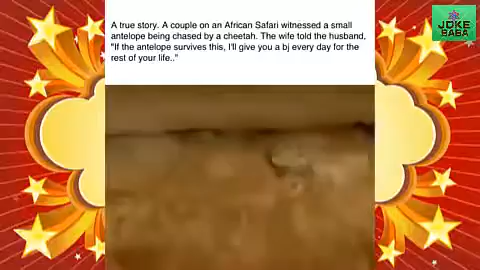 A true story. A couple on an African Safari witnessed a small
antelope being chased by a cheetah. The wife told the husband,
"If the antelope survives this, I'll give you a bj every day for the
rest of your life.."
JOKE
BABA